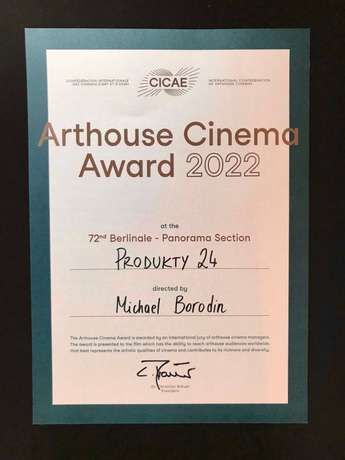 CONFÉDÉRATION INTERNATIONALE
DES CINÉMAS D'ART ET D'ESSAI
CICAE
INTERNATIONAL CONFEDERATION
OF ARTHOUSE CINEMAS
Arthouse Cinema
Award 2022
at the
72nd Berlinale - Panorama Section
PRODUKTY 24
directed by
Michael Borodin
The Arthouse Cinema Award is awarded by an international jury of arthouse cinema managers.
The Award is presented to the film which has the ability to reach arthouse audiences worldwide,
that best represents the artistic qualities of cinema and contributes to its richness and diversity.
Dr. Christian Bräuer
President